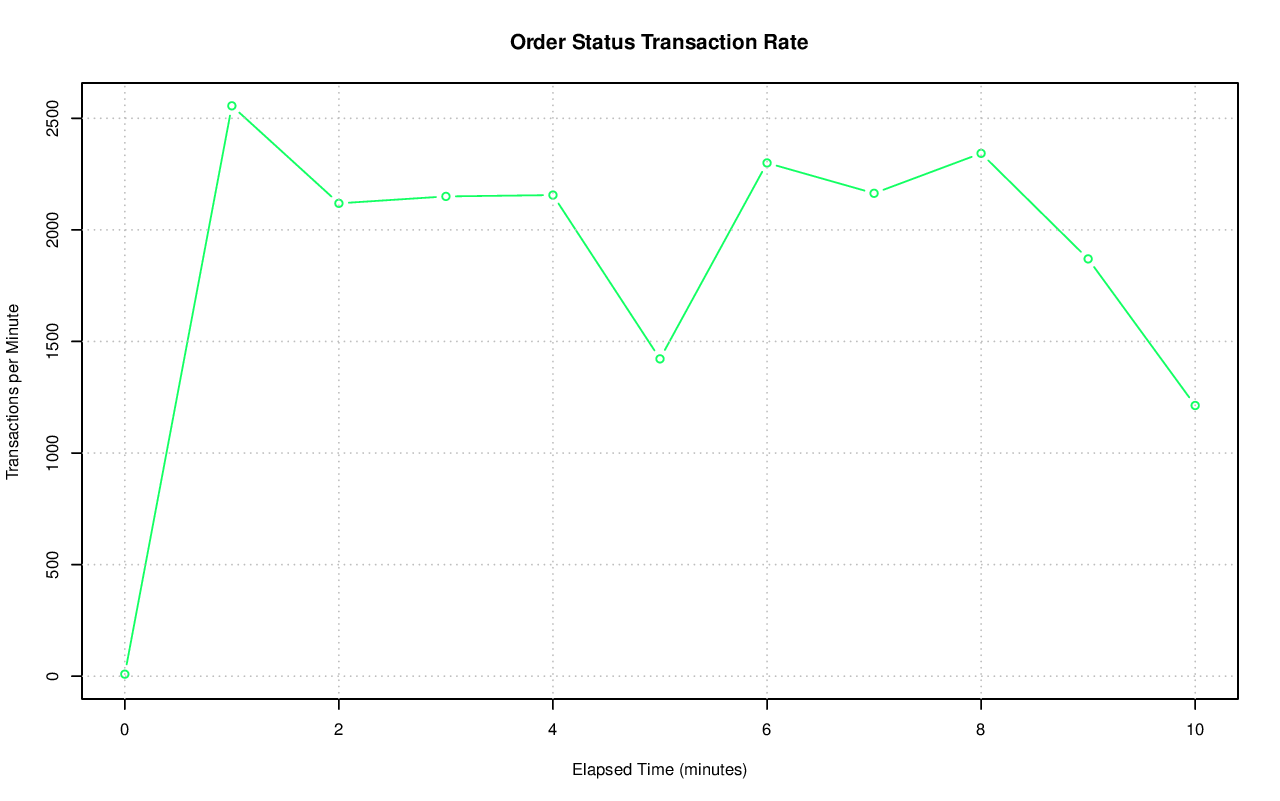 Order Status Transaction Rate
Transactions per Minute
2500
2000
1500
1000
500
0
0 2 4 6 8 10
Elapsed Time (minutes)